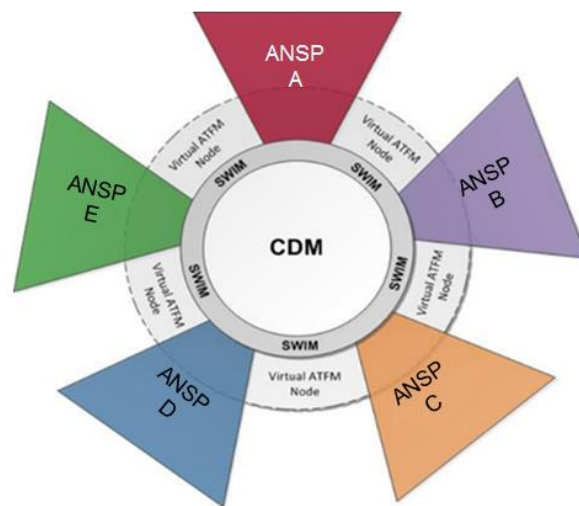 ANSP
A
Virtual ATFM
Node
Virtual ATFM
Node
SWIM
SWIM
ANSP
E
ANSP
B
CDM
Virtual ATFM
Node
Virtual ATFM
Node
SWIM
SWIM
SWIM
ANSP
D
Virtual ATFM
Node
ANSP
C